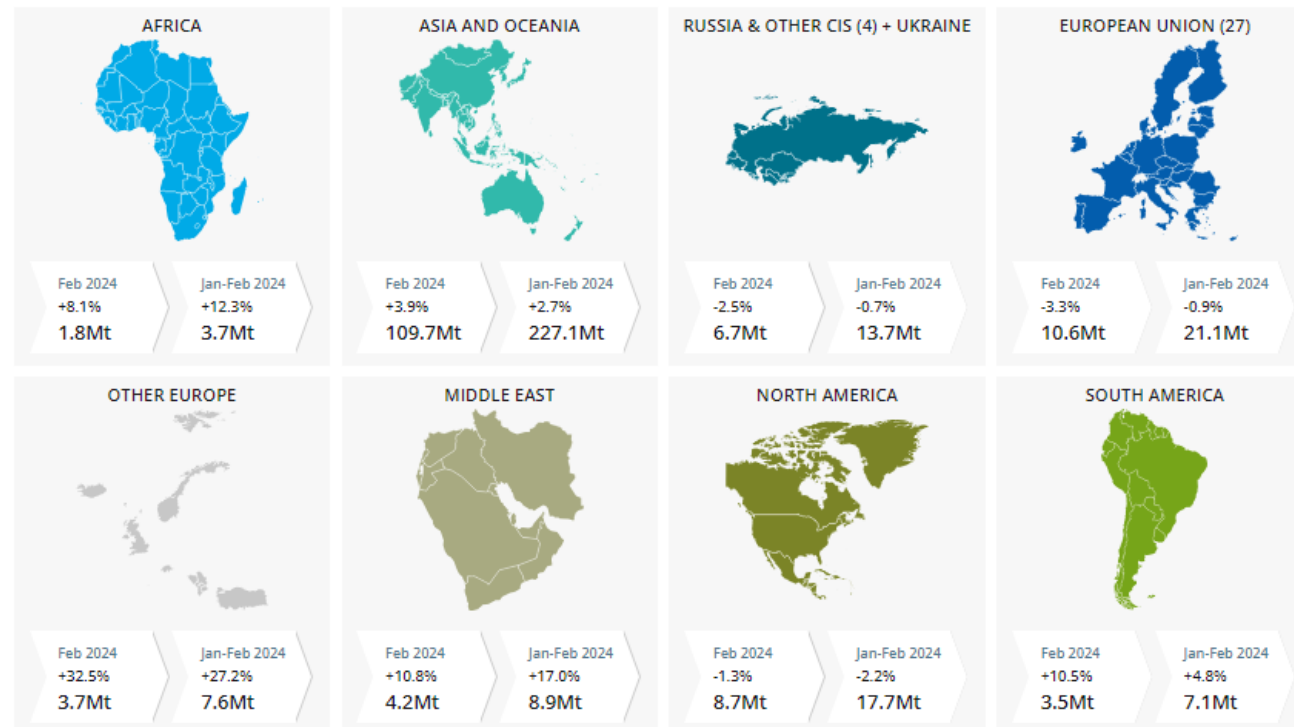 AFRICA
Feb 2024
+8.1%
1.8Mt
Jan-Feb 2024
+12.3%
3.7Mt
ASIA AND OCEANIA
Feb 2024
+3.9%
109.7Mt
Jan-Feb 2024
+2.7%
227.1Mt
RUSSIA & OTHER CIS (4) + UKRAINE
Feb 2024
-2.5%
6.7Mt
Jan-Feb 2024
-0.7%
13.7Mt
EUROPEAN UNION (27)
Feb 2024
-3.3%
10.6Mt
Jan-Feb 2024
-0.9%
21.1Mt
OTHER EUROPE
Feb 2024
+32.5%
3.7Mt
Jan-Feb 2024
+27.2%
7.6Mt
MIDDLE EAST
Feb 2024
+10.8%
4.2Mt
Jan-Feb 2024
+17.0%
8.9Mt
NORTH AMERICA
Feb 2024
-1.3%
8.7Mt
Jan-Feb 2024
-2.2%
17.7Mt
SOUTH AMERICA
Feb 2024
+10.5%
3.5Mt
Jan-Feb 2024
+4.8%
7.1Mt